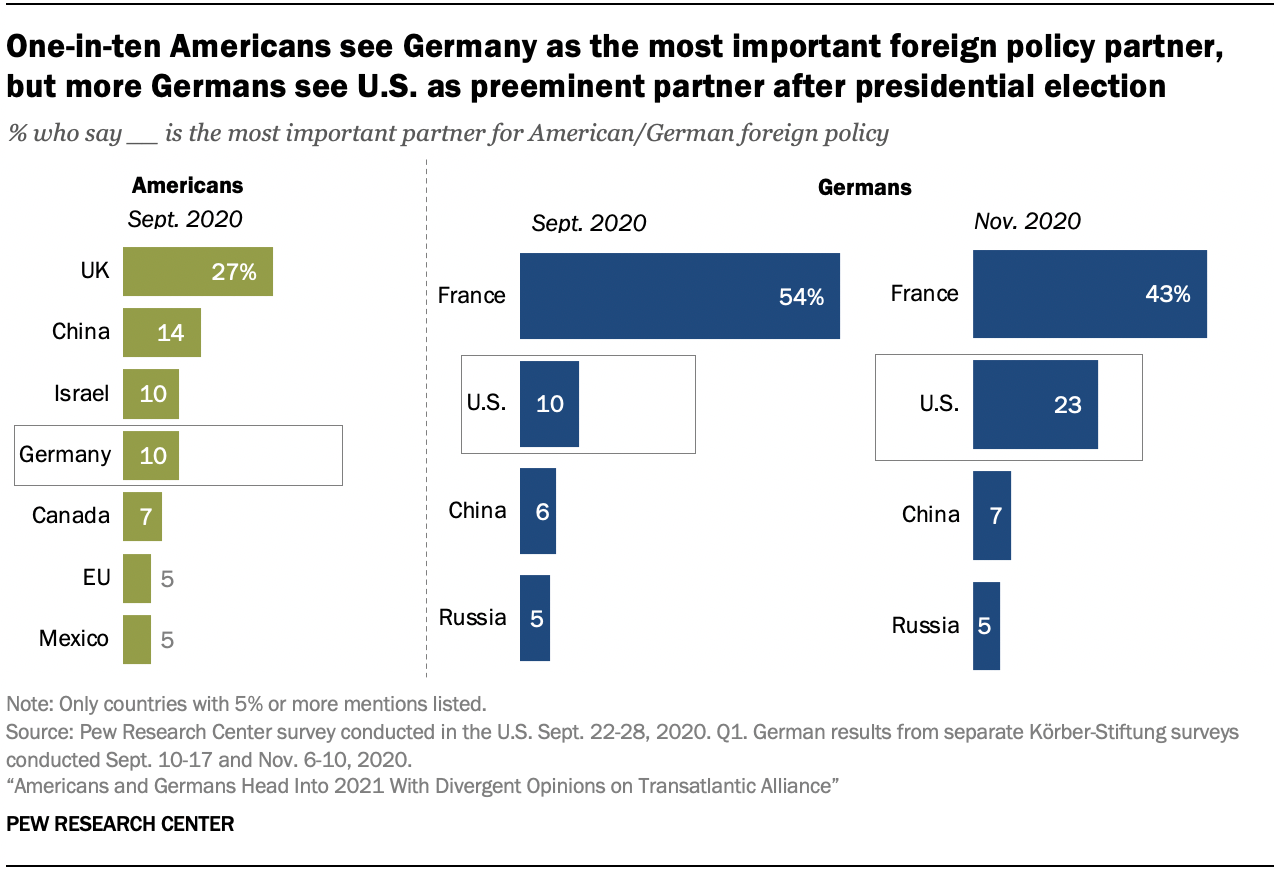 One-in-ten Americans see Germany as the most important foreign policy partner,
but more Germans see U.S. as preeminent partner after presidential election
% who say __ is the most important partner for American/German foreign policy
Americans
Sept. 2020
UK 27%
China 14
Israel 10
Germany 10
Canada 7
EU 5
Mexico 5
Germans
Sept. 2020
France 54%
U.S. 10
China 6
Russia 5
Nov. 2020
France 43%
U.S. 23
China 7
Russia 5
Note: Only countries with 5% or more mentions listed.
Source: Pew Research Center survey conducted in the U.S. Sept. 22-28, 2020. Q1. German results from separate Körber-Stiftung surveys
conducted Sept. 10-17 and Nov. 6-10, 2020.
“Americans and Germans Head Into 2021 With Divergent Opinions on Transatlantic Alliance”
PEW RESEARCH CENTER